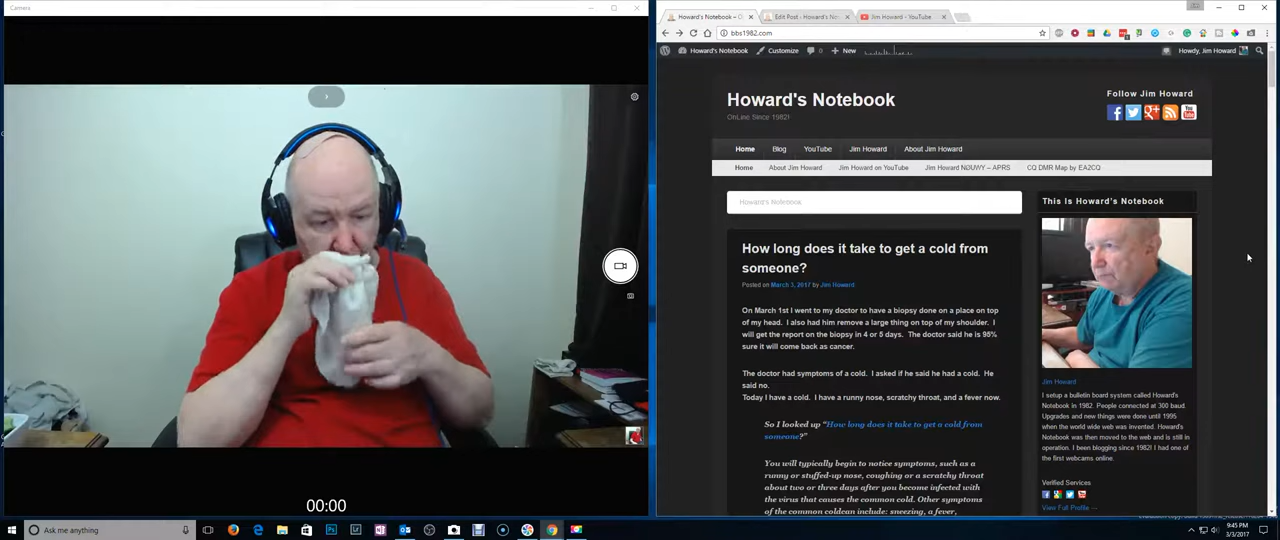 Camera
00:00
Howard's Notebook – O
Edit Post ‹ Howard's No
Jim Howard - YouTube
bbs1982.com
Howard's Notebook
Customize
0
New
Howdy, Jim Howard
Howard's Notebook
OnLine Since 1982!
Follow Jim Howard
Home Blog YouTube Jim Howard About Jim Howard
Home About Jim Howard Jim Howard on YouTube Jim Howard NØUWY – APRS CQ DMR Map by EA2CQ
Howard's Notebook
How long does it take to get a cold from
someone?
Posted on March 3, 2017 by Jim Howard
On March 1st I went to my doctor to have a biopsy done on a place on top
of my head. I also had him remove a large thing on top of my shoulder. I
will get the report on the biopsy in 4 or 5 days. The doctor said he is 98%
sure it will come back as cancer.
The doctor had symptoms of a cold. I asked if he said he had a cold. He
said no.
Today I have a cold. I have a runny nose, scratchy throat, and a fever now.
So I looked up "How long does it take to get a cold from
someone?"
You will typically begin to notice symptoms, such as a
runny or stuffed-up nose, coughing or a scratchy throat
about two or three days after you become infected with
the virus that causes the common cold. Other symptoms
of the common coldcan include: sneezing, a fever,
This Is Howard's Notebook
Jim Howard
I setup a bulletin board system called Howard's
Notebook in 1982. People connected at 300 baud.
Upgrades and new things were done until 1995
when the world wide web was invented. Howard's
Notebook was then moved to the web and is still in
operation. I been blogging since 1982! I had one of
the first webcams online.
Verified Services
View Full Profile →
Ask me anything
9:45 PM
3/3/2017